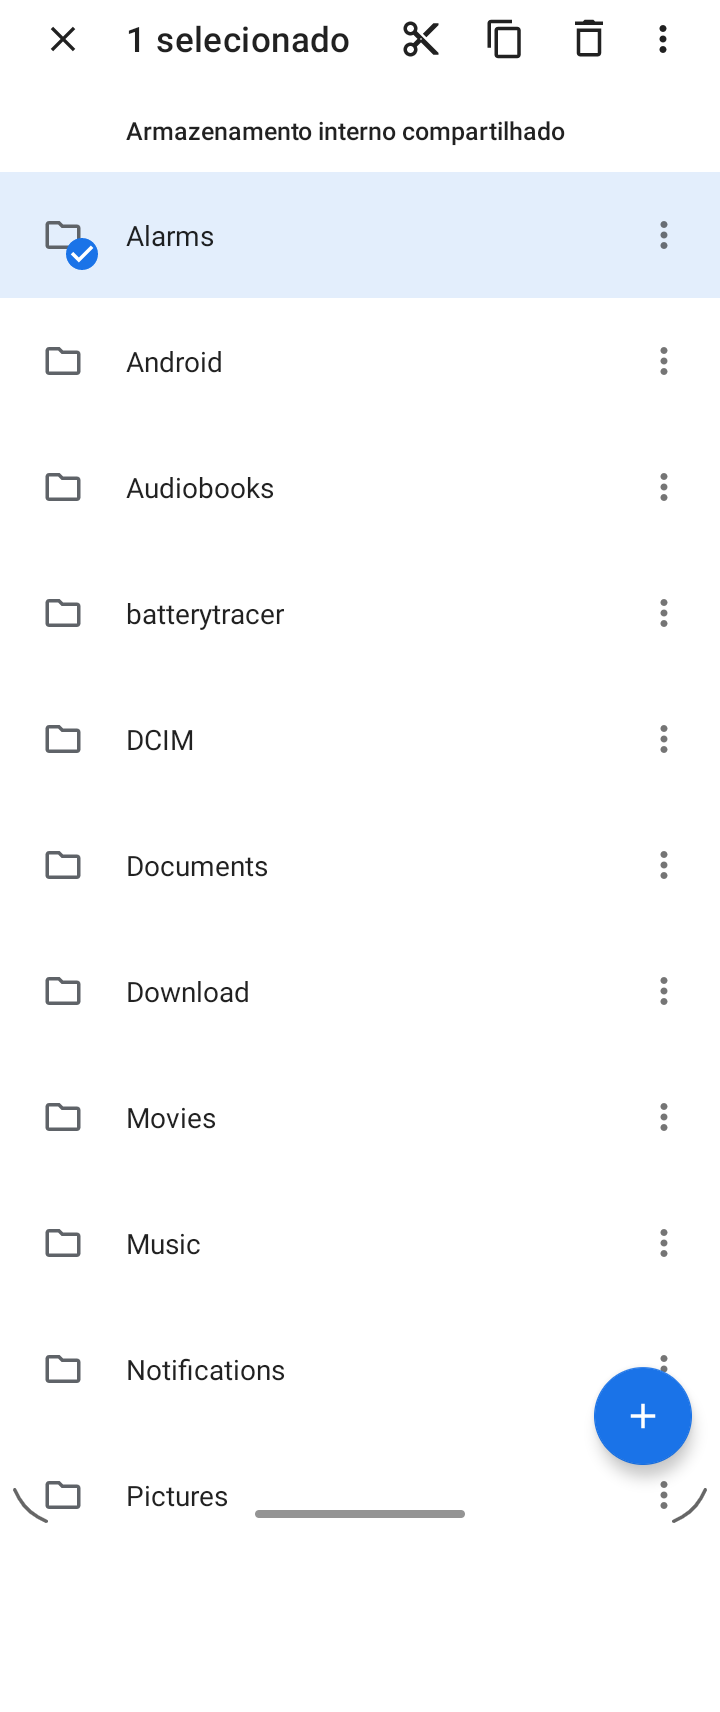 1 selecionado
Armazenamento interno compartilhado
Alarms
Android
Audiobooks
batterytracer
DCIM
Documents
Download
Movies
Music
Notifications
Pictures